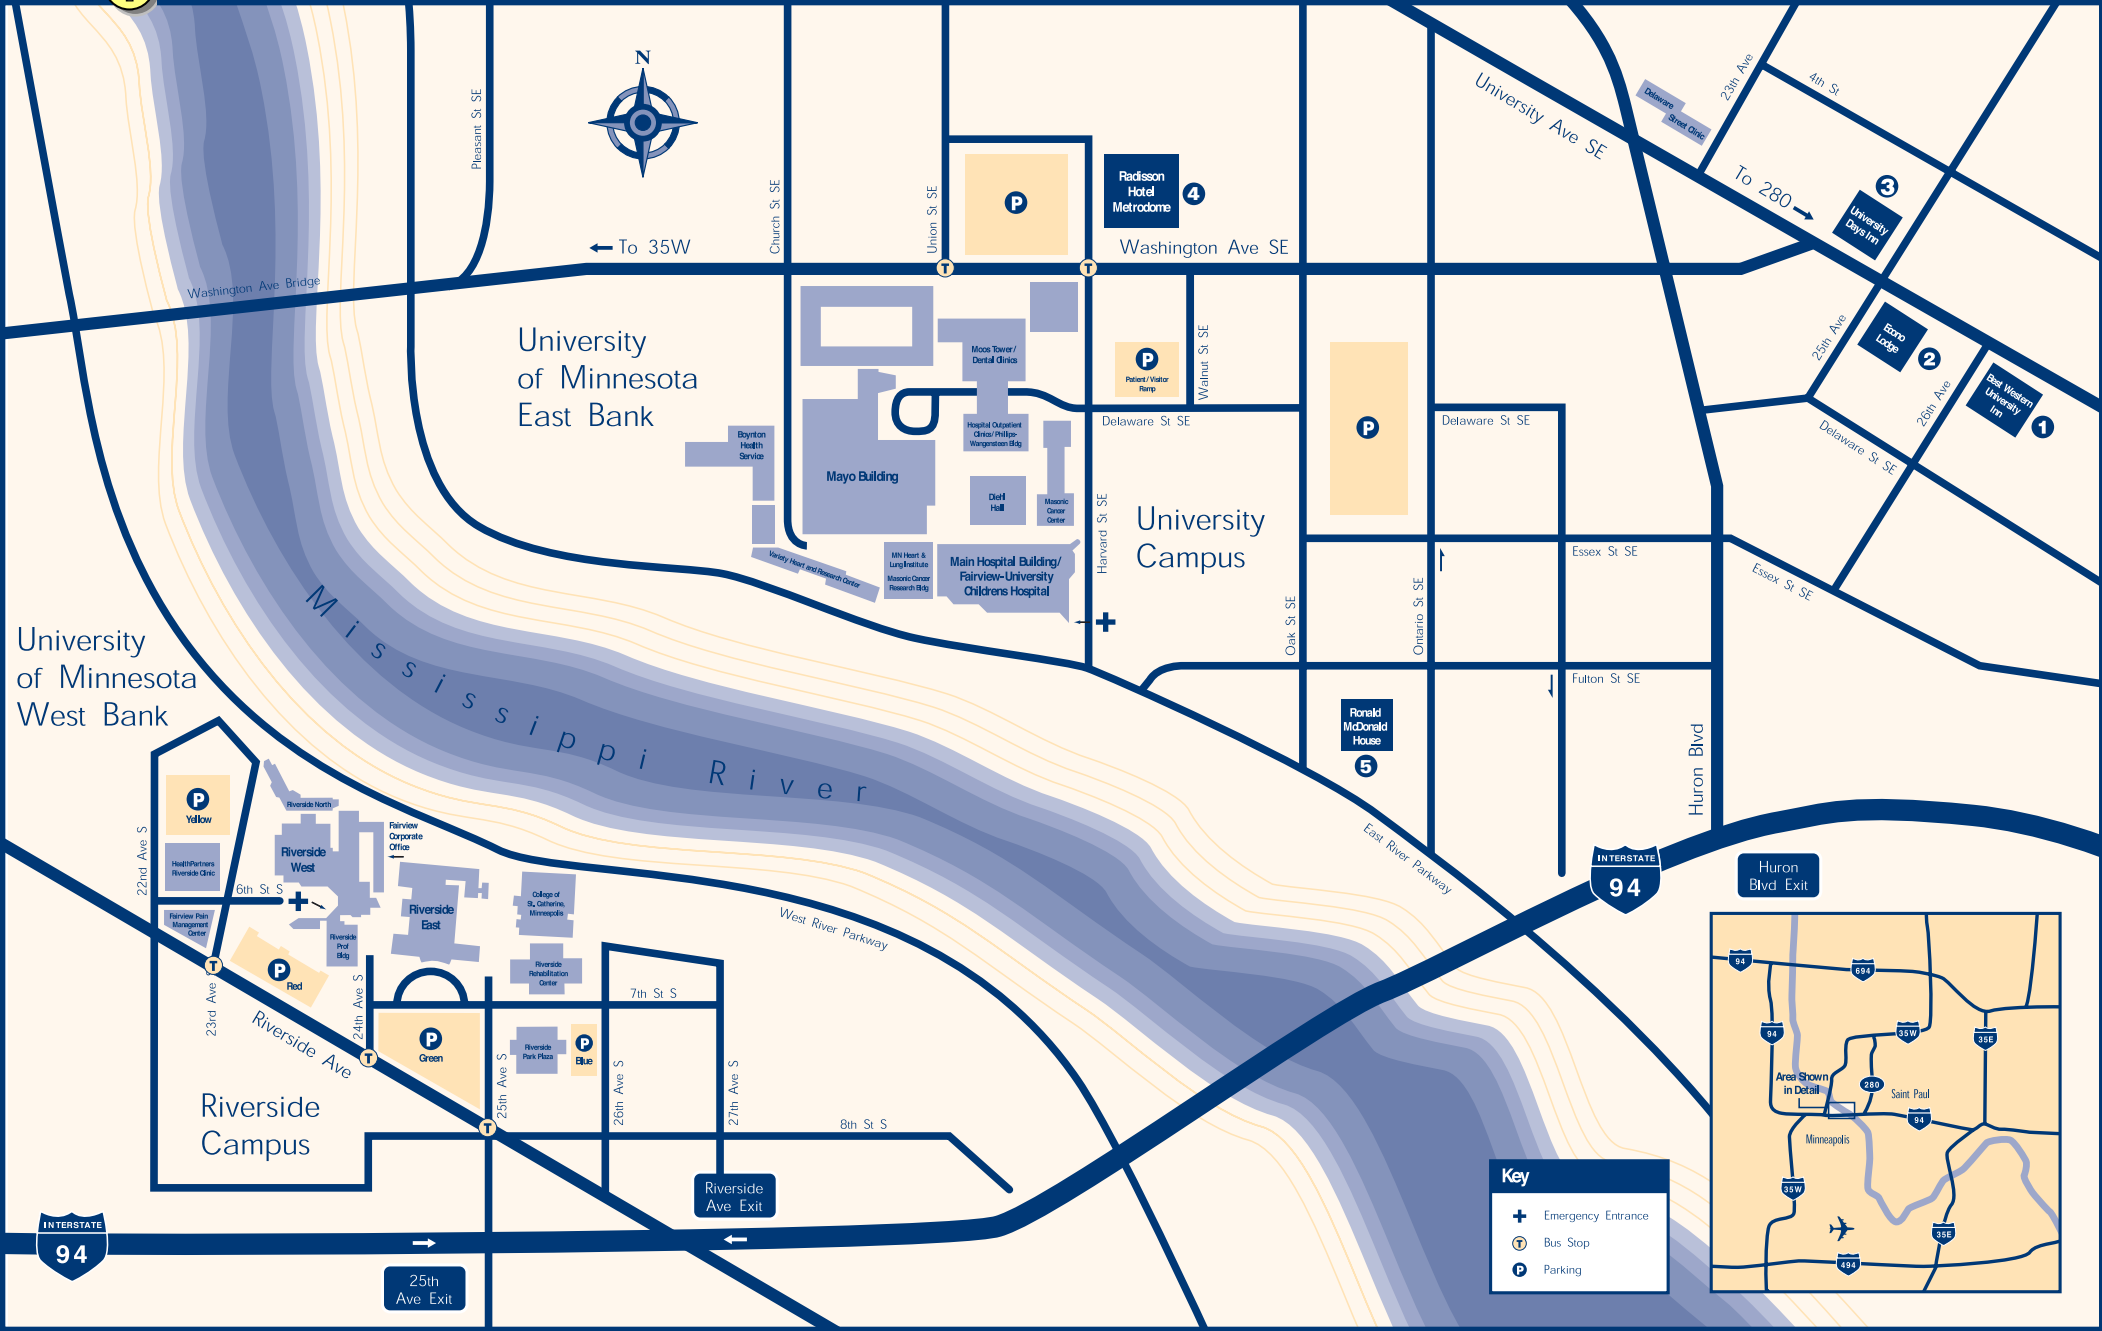 N
Pleasant St SE
Church St SE
Union St SE
P
Radisson
Hotel
Metrodome
4
To 35W
Washington Ave SE
Washington Ave Bridge
T
T
University Ave SE
Delaware
Street Clinic
23th Ave
4th St
To 280
3
University
Days Inn
25th Ave
Econo
Lodge
2
26th Ave
Best Western
University
Inn
1
Delaware St SE
University
of Minnesota
East Bank
Moos Tower/
Dental Clinics
P
Patient/Visitor
Ramp
Walnut St SE
Delaware St SE
P
Delaware St SE
Boynton
Health
Service
Mayo Building
Hospital Outpatient
Clinics/Phillips-
Wangensteen Bldg
Diehl
Hall
Masonic
Cancer
Center
Harvard St SE
University
Campus
Variety Heart and Research Center
MN Heart &
Lung Institute
Masonic Cancer
Research Bldg
Main Hospital Building/
Fairview-University
Childrens Hospital
Oak St SE
Ontario St SE
Essex St SE
Essex St SE
Fulton St SE
Ronald
McDonald
House
5
Huron Blvd
East River Parkway
INTERSTATE
94
Huron
Blvd Exit
Mississippi River
University
of Minnesota
West Bank
P
Yellow
22nd Ave S
HealthPartners
Riverside Clinic
6th St S
Fairview Pain
Management
Center
Riverside North
Riverside
West
Fairview
Corporate
Office
Riverside
East
Riverside
Prof
Bldg
College of
St. Catherine,
Minneapolis
Riverside
Rehabilitation
Center
West River Parkway
T
23rd Ave S
P
Red
Riverside Ave
24th Ave S
T
P
Green
7th St S
Riverside
Park Plaza
P
Blue
25th Ave S
26th Ave S
27th Ave S
T
8th St S
Riverside
Campus
Riverside
Ave Exit
INTERSTATE
94
25th
Ave Exit
Key
Emergency Entrance
T
Bus Stop
P
Parking
94
694
94
35W
35E
Area Shown
in Detail
280
Saint Paul
94
Minneapolis
35W
35E
494